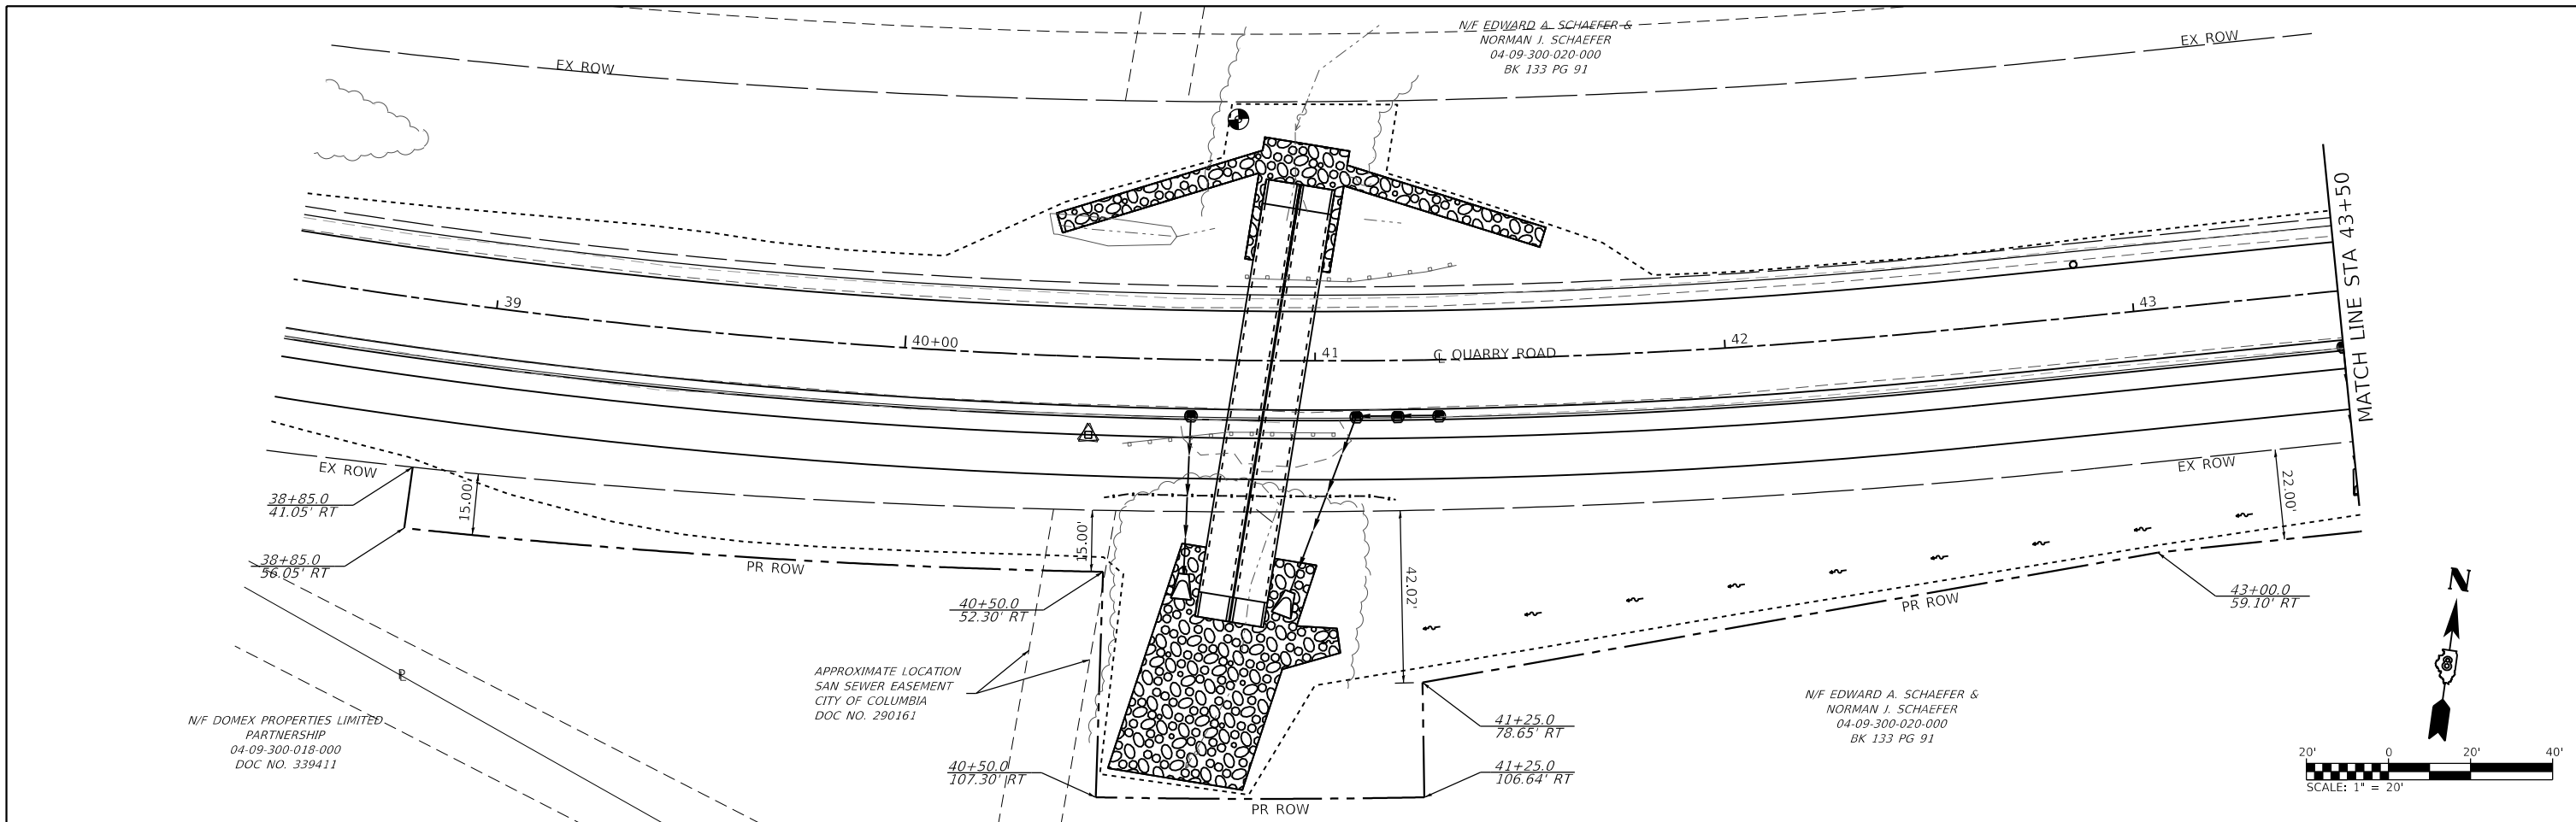 N/F EDWARD A. SCHAEFER &
NORMAN J. SCHAEFER
04-09-300-020-000
BK 133 PG 91
EX ROW
EX ROW
MATCH LINE STA 43+50
39
40+00
41
℄ QUARRY ROAD
42
43
EX ROW
38+85.0
41.05' RT
15.00'
38+85.0
56.05' RT
PR ROW
15.00'
40+50.0
52.30' RT
42.02'
EX ROW
22.00'
PR ROW
43+00.0
59.10' RT
N
APPROXIMATE LOCATION
SAN SEWER EASEMENT
CITY OF COLUMBIA
DOC NO. 290161
℄
N/F DOMEX PROPERTIES LIMITED
PARTNERSHIP
04-09-300-018-000
DOC NO. 339411
40+50.0
107.30' RT
41+25.0
78.65' RT
41+25.0
106.64' RT
PR ROW
N/F EDWARD A. SCHAEFER &
NORMAN J. SCHAEFER
04-09-300-020-000
BK 133 PG 91
20' 0 20' 40'
SCALE: 1" = 20'